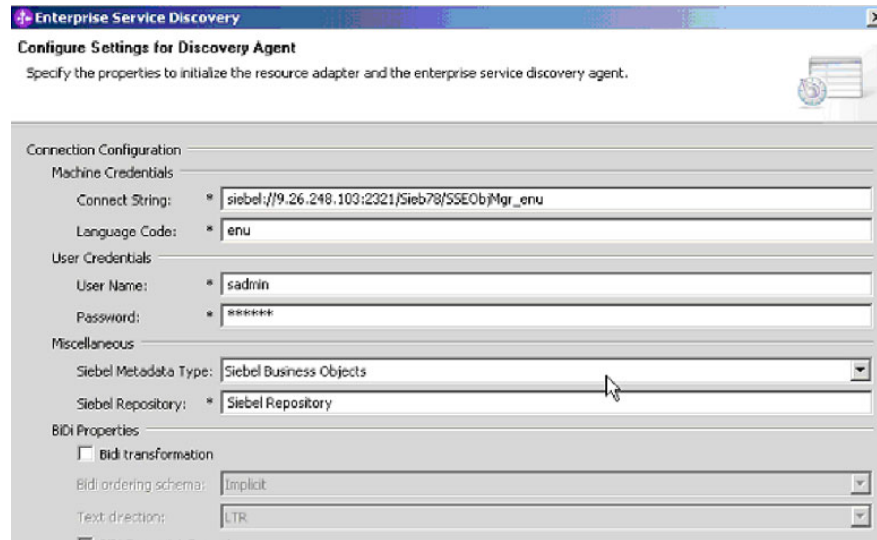 Enterprise Service Discovery
Configure Settings for Discovery Agent
Specify the properties to initialize the resource adapter and the enterprise service discovery agent.
Connection Configuration
Machine Credentials
Connect String: * siebel://9.26.248.103:2321/Sieb78/SSEObjMgr_enu
Language Code: * enu
User Credentials
User Name: * sadmin
Password: * ******
Miscellaneous
Siebel Metadata Type: Siebel Business Objects
Siebel Repository: * Siebel Repository
BiDi Properties
Bidi transformation
Bidi ordering schema: Implicit
Text direction: LTR